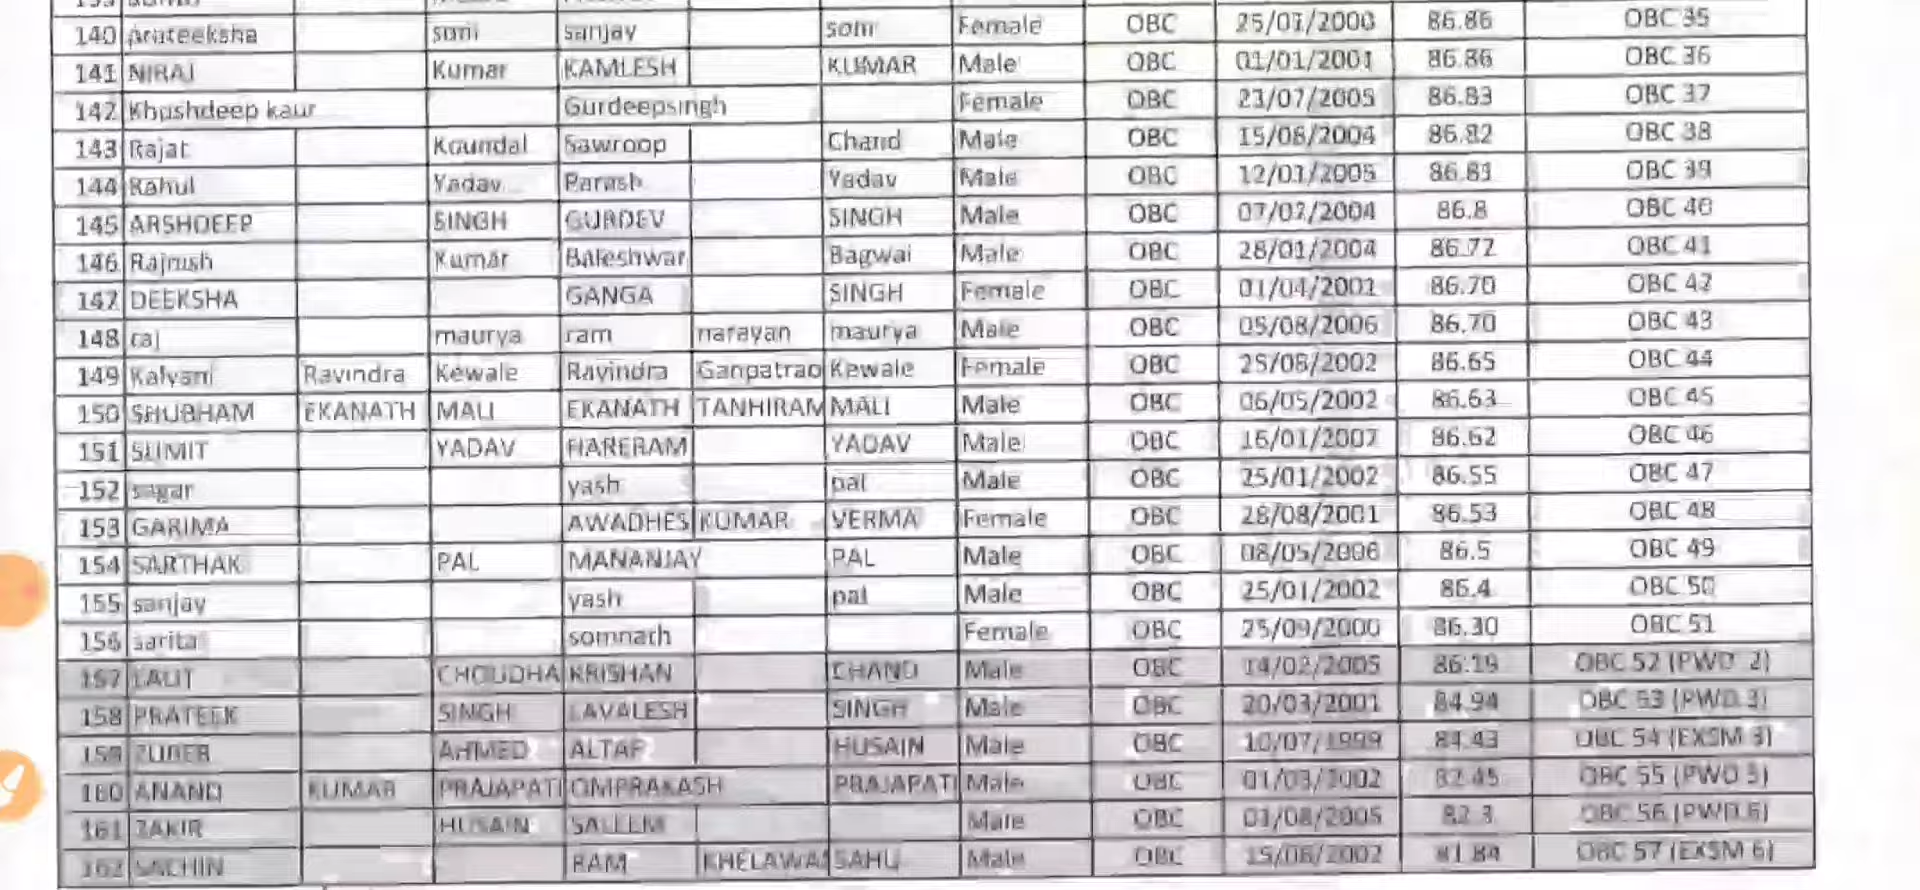 140 prateeksha soni sanjay soni Female OBC 25/07/2000 86.86 OBC 35
141 NIRAJ Kumar KAMLESH KUMAR Male OBC 01/01/2001 86.86 OBC 36
142 Khushdeep kaur Gurdeepsingh Female OBC 23/07/2005 86.83 OBC 37
143 Rajat Koundal Sawroop Chand Male OBC 15/08/2004 86.82 OBC 38
144 Rahul Yadav Parash Yadav Male OBC 86.81 OBC 39
145 ARSHDEEP SINGH GURDEV SINGH Male OBC 07/02/2004 86.8 OBC 40
146 Rajnish Kumar Baleshwar Bagwai Male OBC 28/01/2004 86.72 OBC 41
147 DEEKSHA GANGA SINGH Female OBC 01/04/2001 86.70 OBC 42
148 raj maurya ram narayan maurya Male OBC 05/08/2006 86.70 OBC 43
149 Kalyani Ravindra Kewale Ravindra Ganpatrao Kewale Female OBC 25/08/2002 86.65 OBC 44
150 SHUBHAM EKANATH MALI EKANATH TANHIRAM MALI Male OBC 06/05/2002 86.63 OBC 45
151 SUMIT YADAV HARERAM YADAV Male OBC 16/01/2007 86.62 OBC 46
152 sagar yash pal Male OBC 25/01/2002 86.55 OBC 47
153 GARIMA AWADHES KUMAR VERMA Female OBC 28/08/2001 86.53 OBC 48
154 SARTHAK PAL MANANJAY PAL Male OBC 08/05/2006 86.5 OBC 49
155 sanjay yash pal Male OBC 25/01/2002 86.4 OBC 50
156 sarita somnath Female OBC 25/09/2000 86.30 OBC 51
157 LALIT CHOUDHA KRISHAN CHAND Male OBC 14/02/2005 86.19 OBC 52 (PWD 2)
158 PRATEEK SINGH LAVALESH SINGH Male OBC 20/03/2001 84.94 OBC 53 (PWD 3)
159 ZUBER AHMED ALTAF HUSAIN Male OBC 10/07/1999 84.43 OBC 54 (EXSM 3)
160 ANAND KUMAR PRAJAPATI OMPRAKASH PRAJAPATI Male OBC 01/03/2002 82.45 OBC 55 (PWD 5)
161 ZAKIR HUSAIN SALEEM Male OBC 01/08/2005 82.3 OBC 56 (PWD 6)
162 SACHIN RAM KHELAWA SAHU Male OBC 15/06/2002 81.84 OBC 57 (EXSM 6)